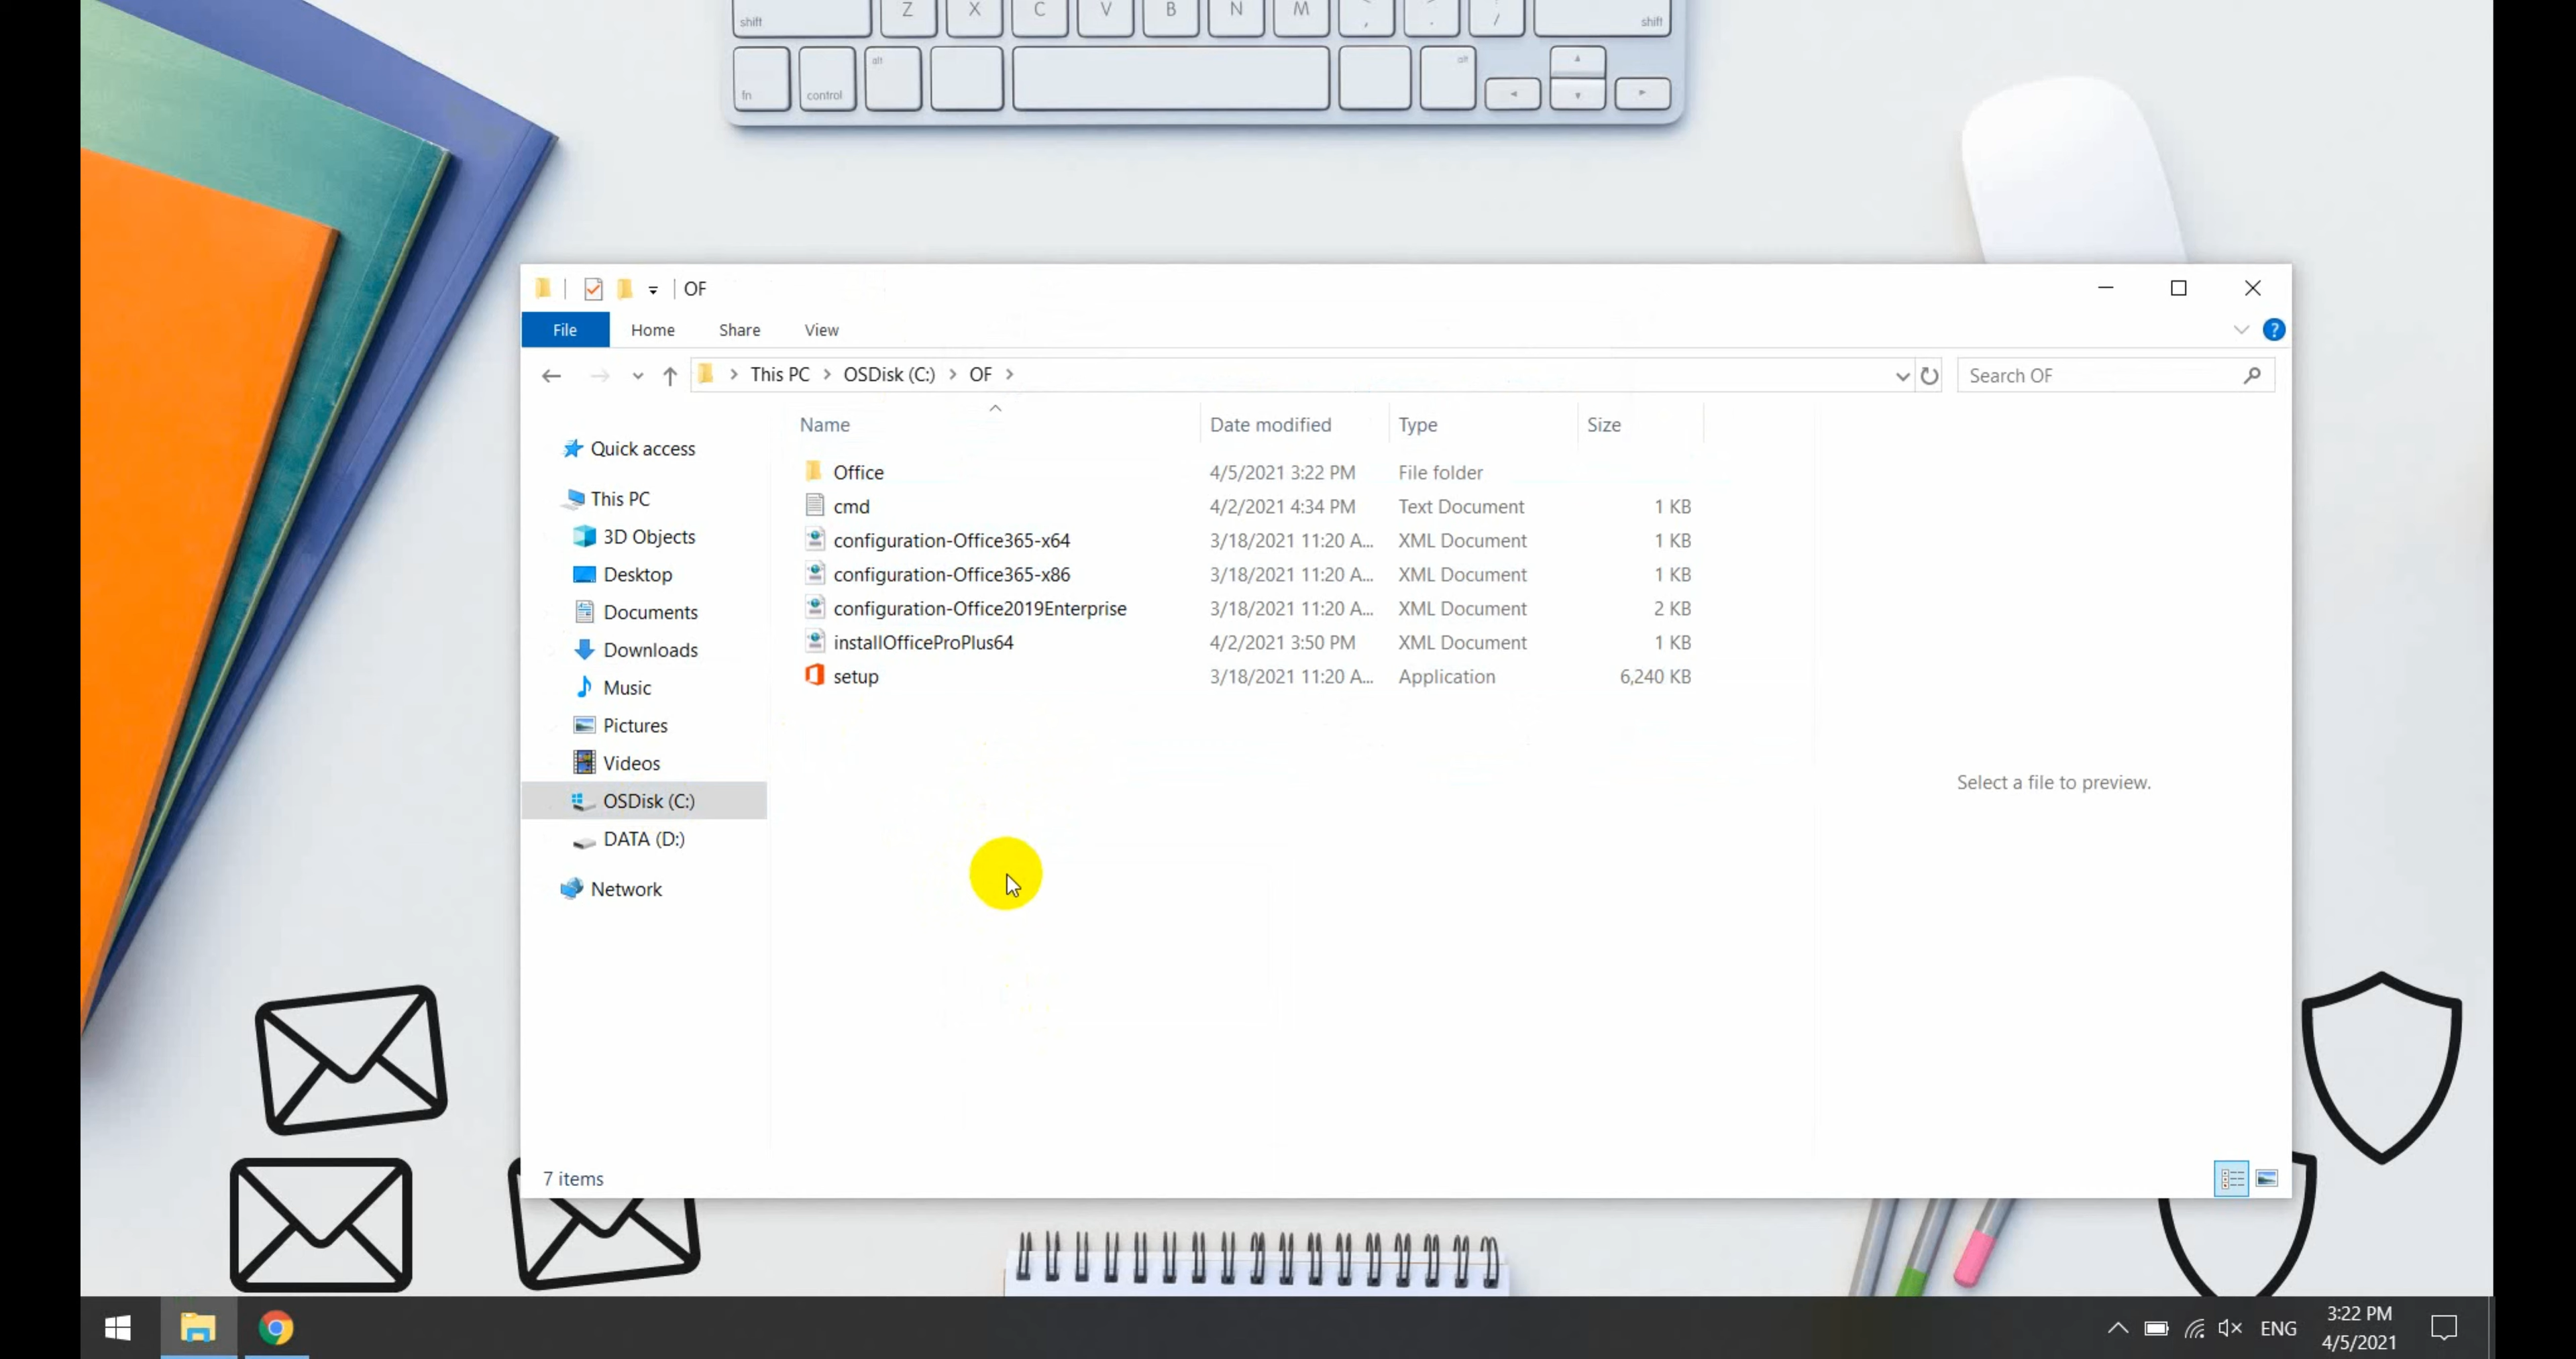 shift Z X C V B N M , . / shift
fn control alt alt
OF
File Home Share View
This PC > OSDisk (C:) > OF > Search OF
Name Date modified Type Size
Quick access
This PC
3D Objects
Desktop
Documents
Downloads
Music
Pictures
Videos
OSDisk (C:)
DATA (D:)
Network
Office 4/5/2021 3:22 PM File folder
cmd 4/2/2021 4:34 PM Text Document 1 KB
configuration-Office365-x64 3/18/2021 11:20 A... XML Document 1 KB
configuration-Office365-x86 3/18/2021 11:20 A... XML Document 1 KB
configuration-Office2019Enterprise 3/18/2021 11:20 A... XML Document 2 KB
installOfficeProPlus64 4/2/2021 3:50 PM XML Document 1 KB
setup 3/18/2021 11:20 A... Application 6,240 KB
Select a file to preview.
7 items
ENG
3:22 PM
4/5/2021